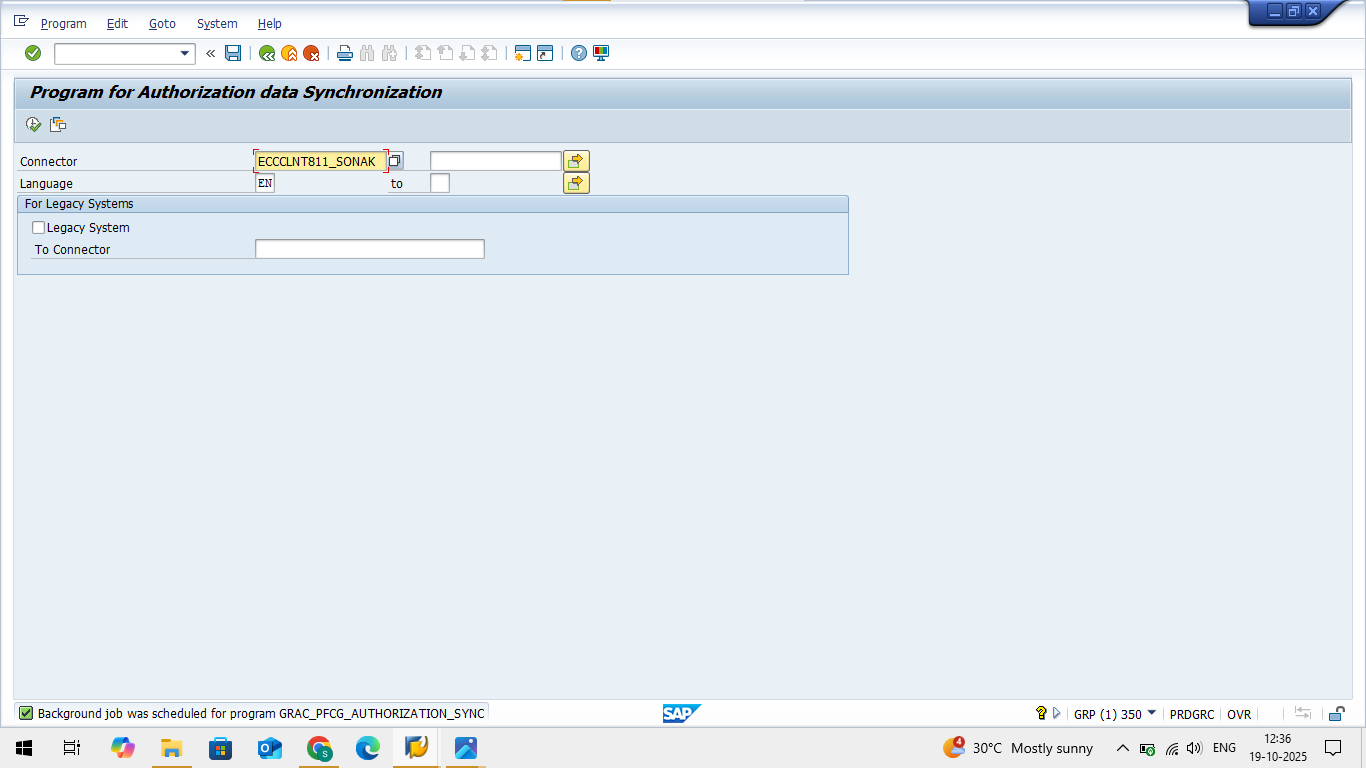 Program Edit Goto System Help
Program for Authorization data Synchronization
Connector ECCCLNT811_SONAK
Language EN to
For Legacy Systems
Legacy System
To Connector
Background job was scheduled for program GRAC_PFCG_AUTHORIZATION_SYNC
SAP
GRP (1) 350 PRDGRC OVR
4 30°C Mostly sunny ENG 12:36
19-10-2025